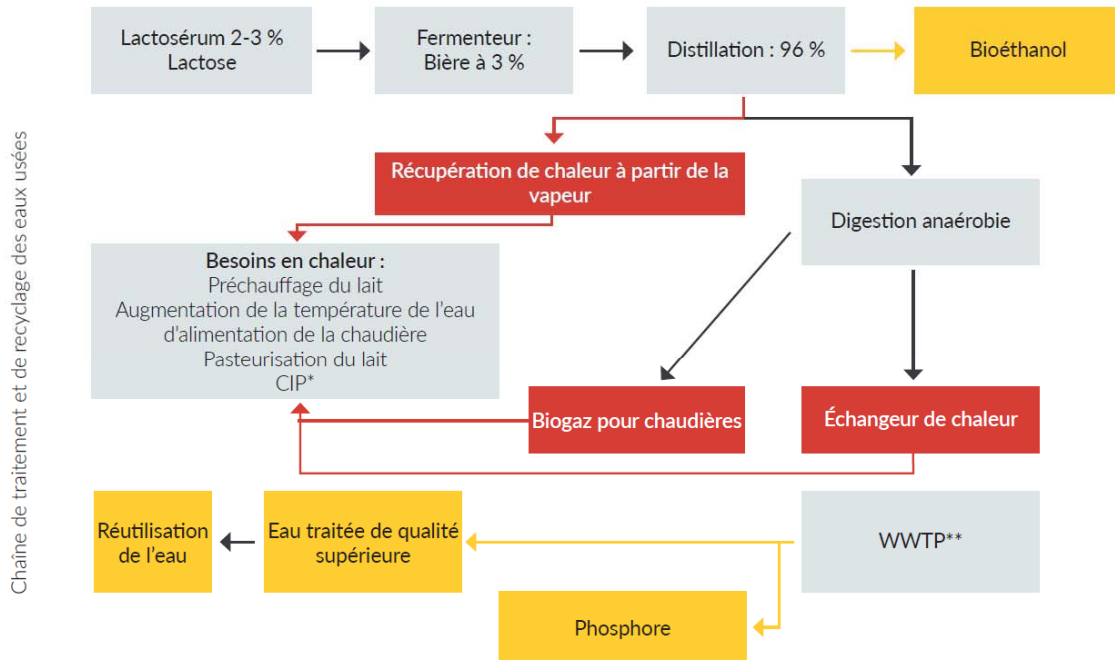 Chaîne de traitement et de recyclage des eaux usées
Lactosérum 2-3 %
Lactose
Fermenteur :
Bière à 3 %
Distillation : 96 %
Bioéthanol
Récupération de chaleur à partir de la
vapeur
Digestion anaérobie
Besoins en chaleur :
Préchauffage du lait
Augmentation de la température de l'eau
d'alimentation de la chaudière
Pasteurisation du lait
CIP*
Biogaz pour chaudières
Échangeur de chaleur
Réutilisation
de l'eau
Eau traitée de qualité
supérieure
WWTP**
Phosphore